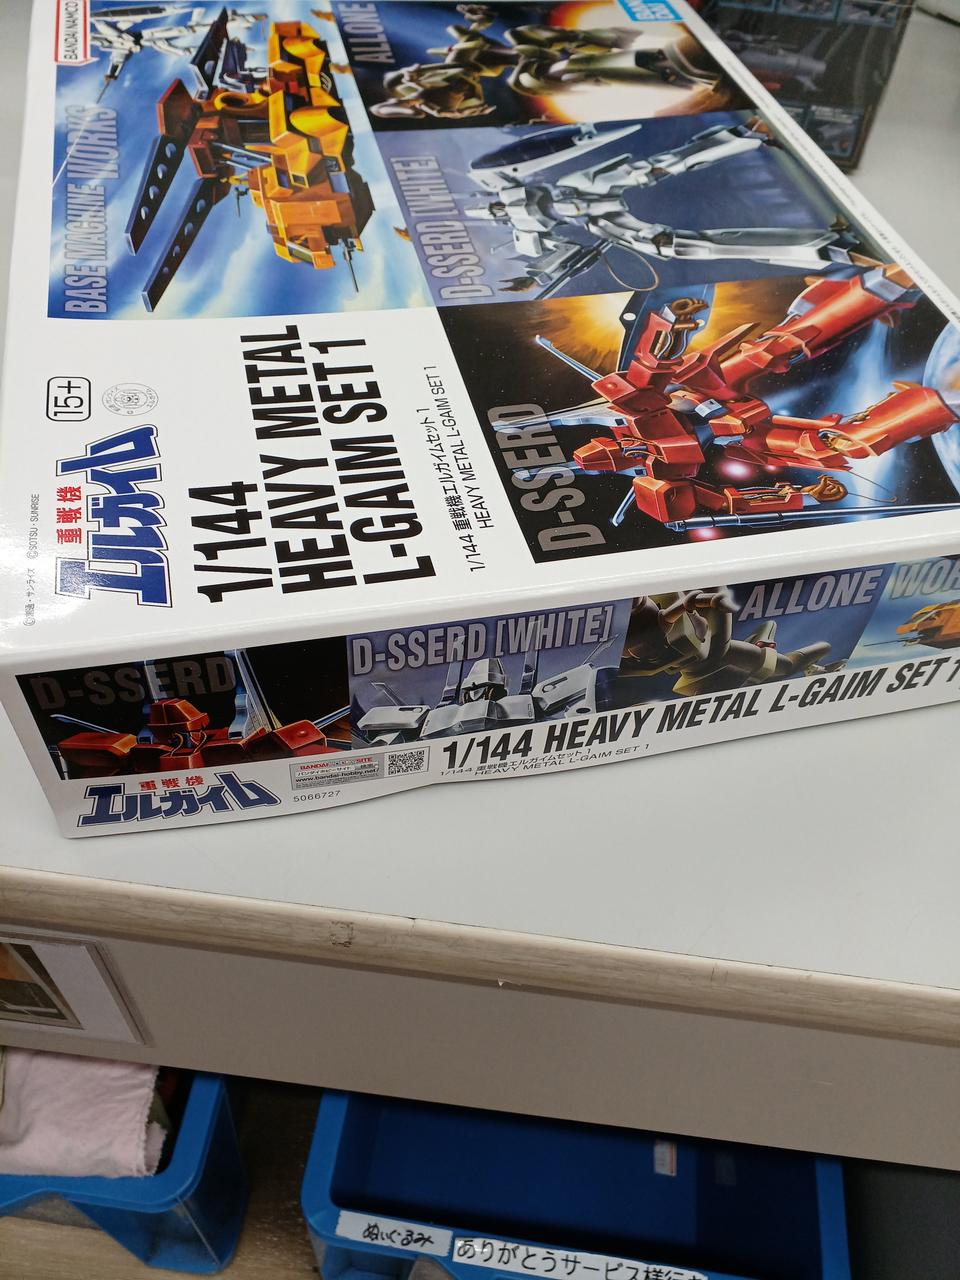 BANDAI NAMCO
BASE MACHINE WORKS
ALLONE
D-SSERD [WHITE]
D-SSERD
15+
©創通・サンライズ ©SOTSU・SUNRISE
重戦機
エルガイム
1/144
HEAVY METAL
L-GAIM SET 1
1/144 重戦機エルガイムセット 1
HEAVY METAL L-GAIM SET 1
D-SSERD
D-SSERD [WHITE]
ALLONE
1/144 HEAVY METAL L-GAIM SET 1
1/144 重戦機エルガイムセット 1
HEAVY METAL L-GAIM SET 1
重戦機
エルガイム
www.bandai-hobby.net/
5066727
ぬいぐるみ
ありがとうサービス様行き